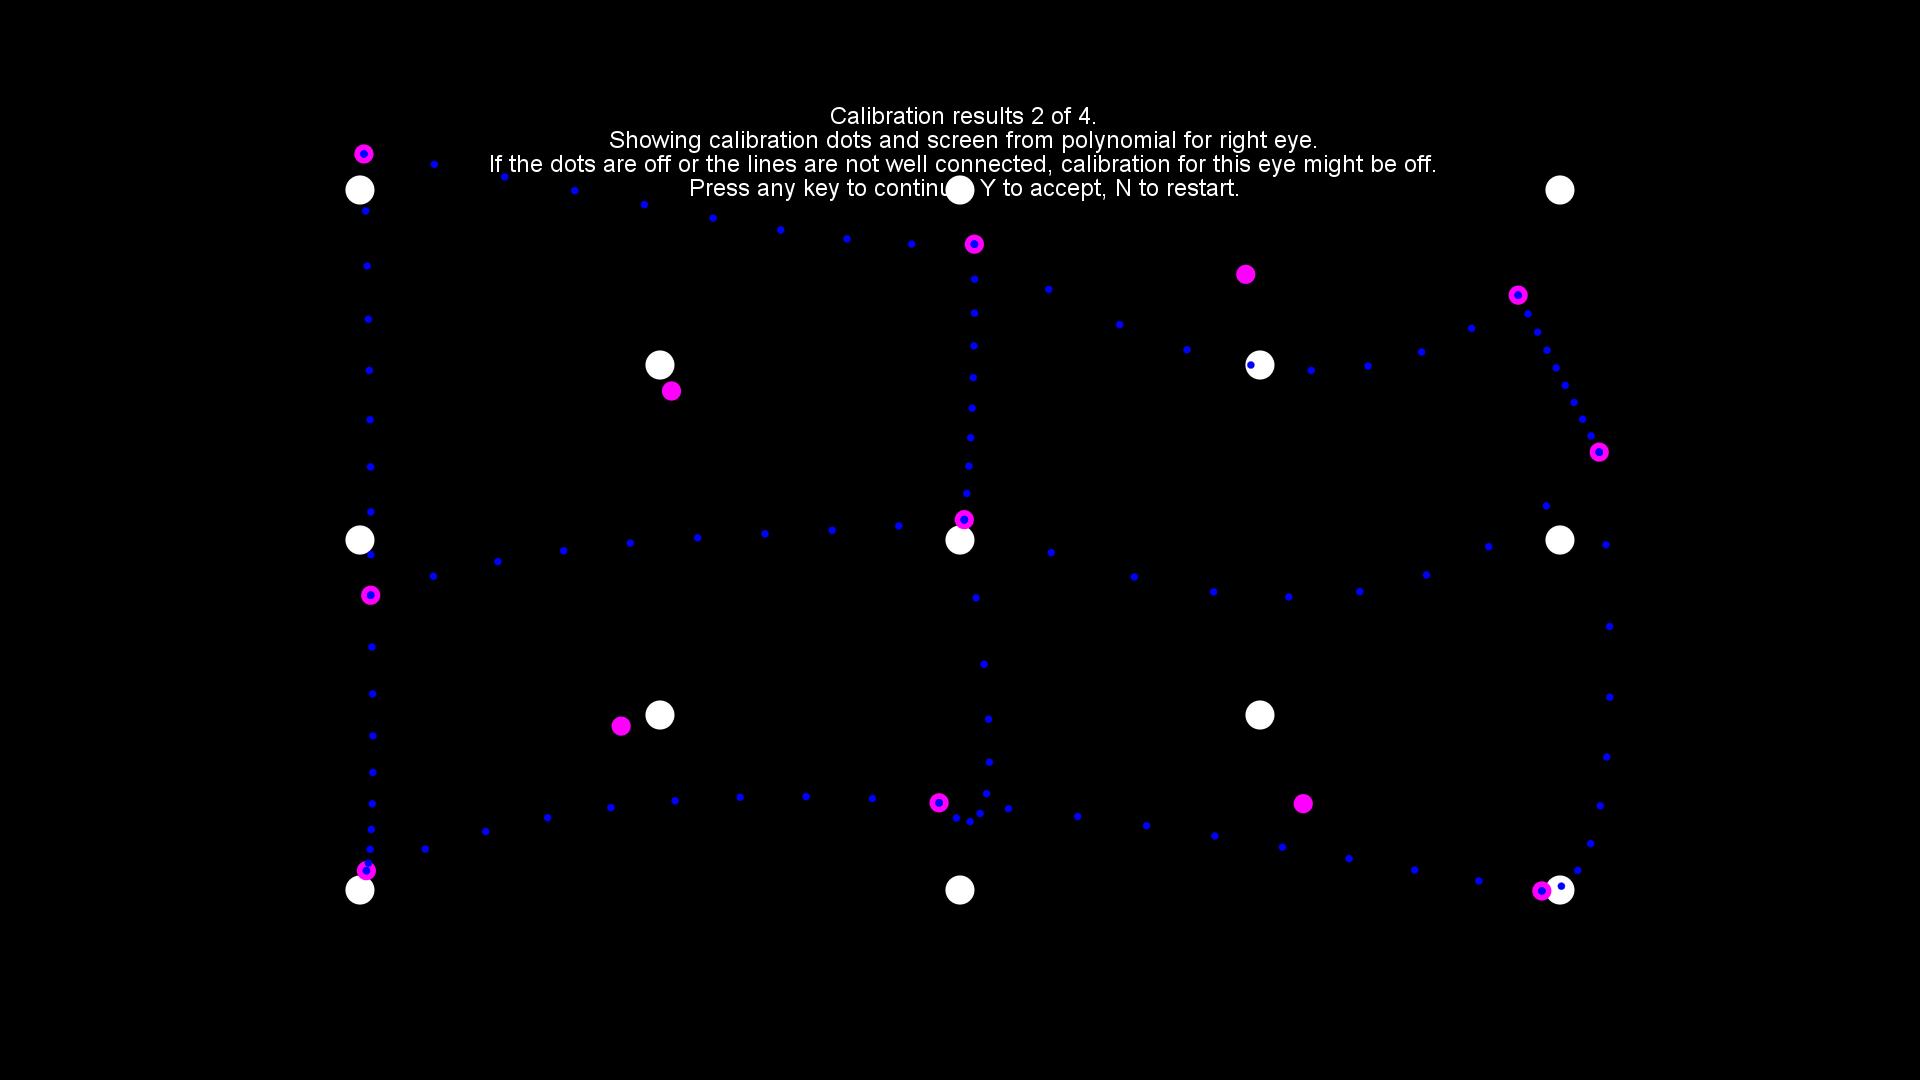 Calibration results 2 of 4.
Showing calibration dots and screen from polynomial for right eye.
If the dots are off or the lines are not well connected, calibration for this eye might be off.
Press any key to continu Y to accept, N to restart.